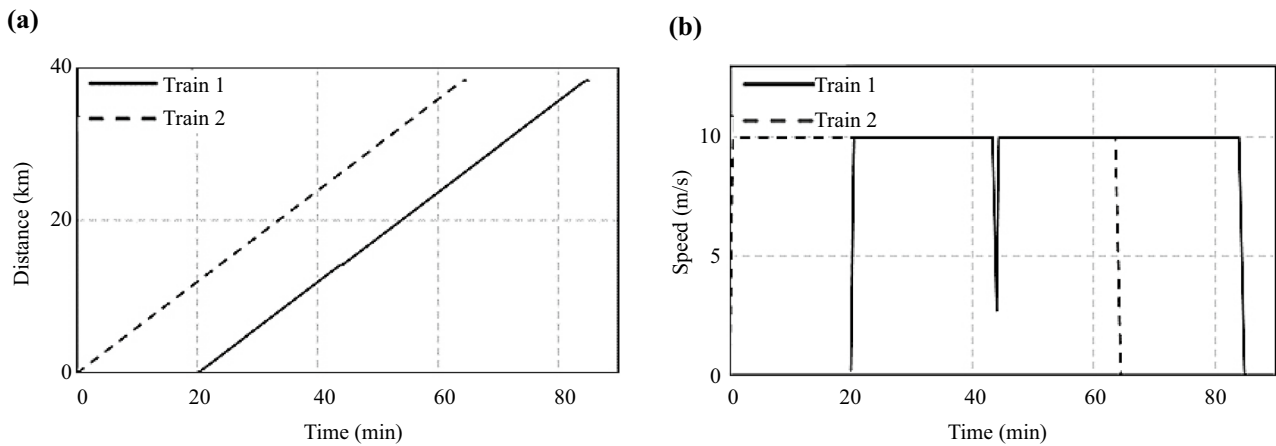 (a)
40
Train 1
Train 2
20
0
Distance (km)
0 20 40 60 80
Time (min)
(b)
Train 1
Train 2
10
5
0
Speed (m/s)
0 20 40 60 80
Time (min)